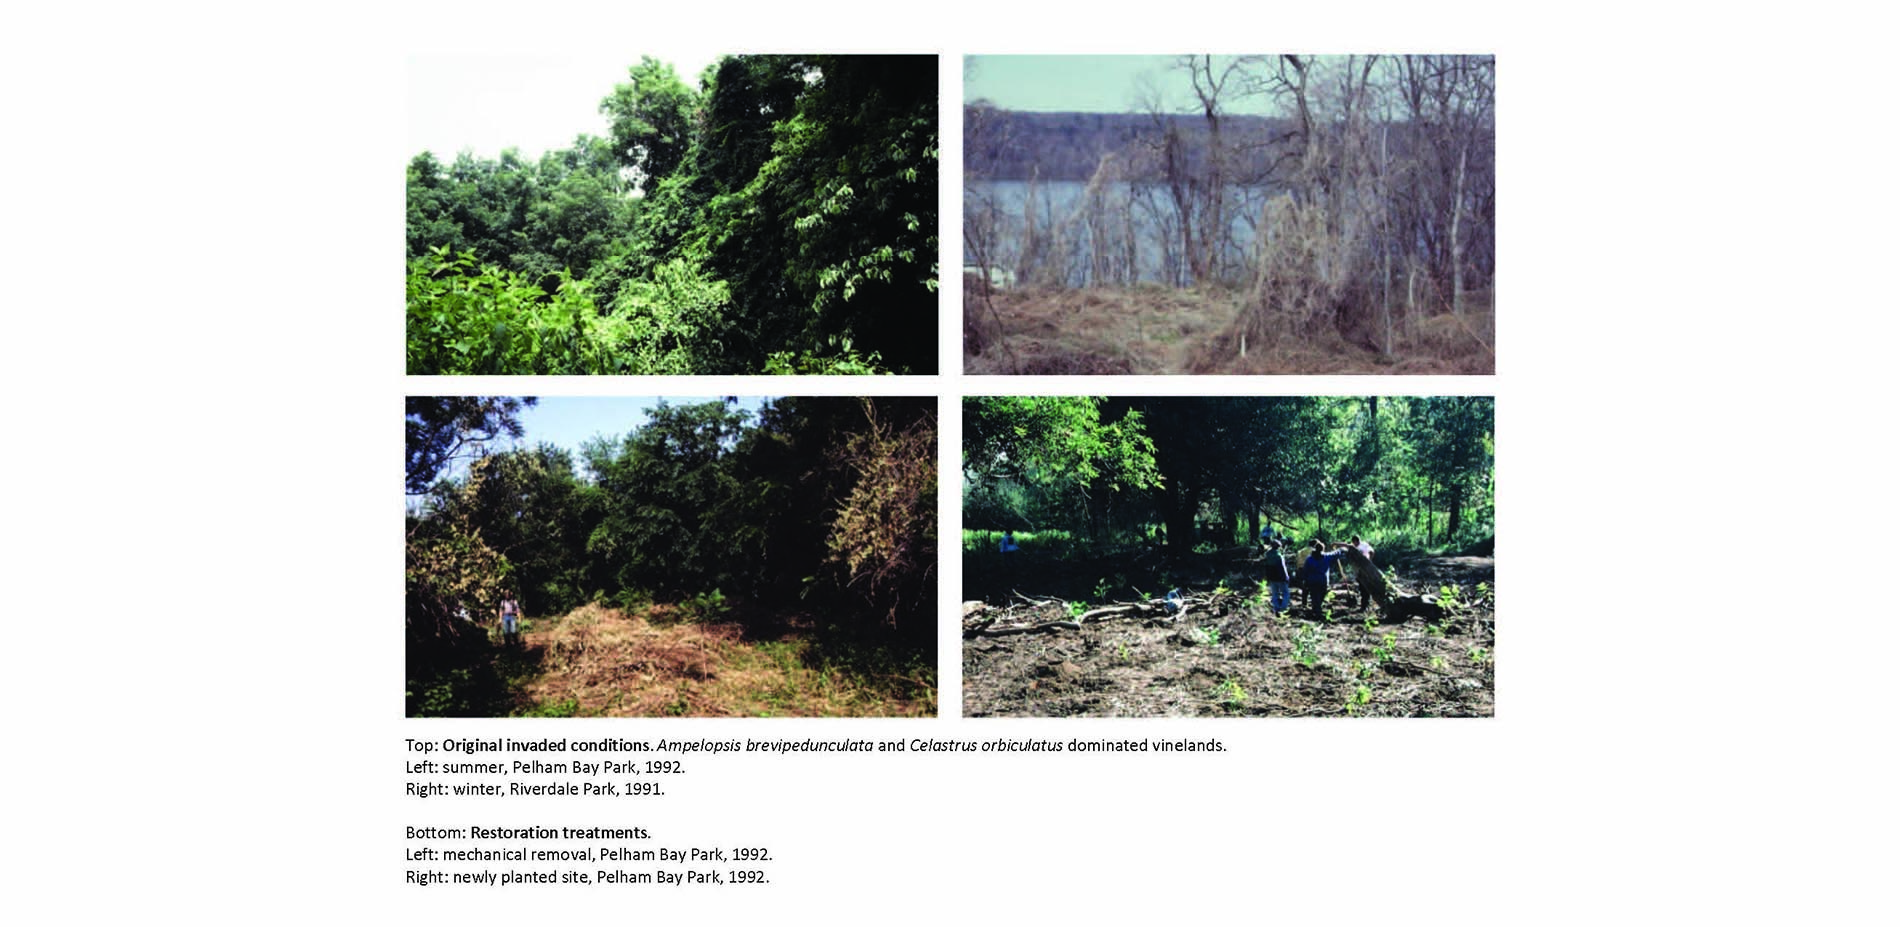 Top: Original invaded conditions. Ampelopsis brevipedunculata and Celastrus orbiculatus dominated vinelands.
Left: summer, Pelham Bay Park, 1992.
Right: winter, Riverdale Park, 1991.
Bottom: Restoration treatments.
Left: mechanical removal, Pelham Bay Park, 1992.
Right: newly planted site, Pelham Bay Park, 1992.